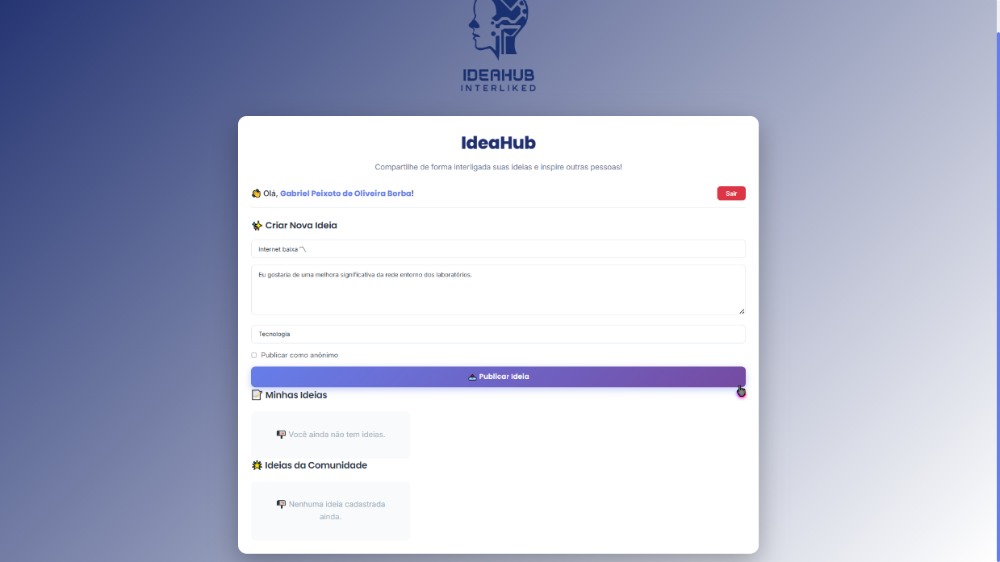 IDEAHUB
INTERLIKED
IdeaHub
Compartilhe de forma interligada suas ideias e inspire outras pessoas!
👋 Olá, Gabriel Peixoto de Oliveira Borba!
Sair
✨ Criar Nova Ideia
Internet baixa 〽
Eu gostaria de uma melhora significativa da rede entorno dos laboratórios.
Tecnologia
Publicar como anônimo
📤 Publicar Ideia
📝 Minhas Ideias
📭 Você ainda não tem ideias.
🌟 Ideias da Comunidade
📭 Nenhuma ideia cadastrada
ainda.